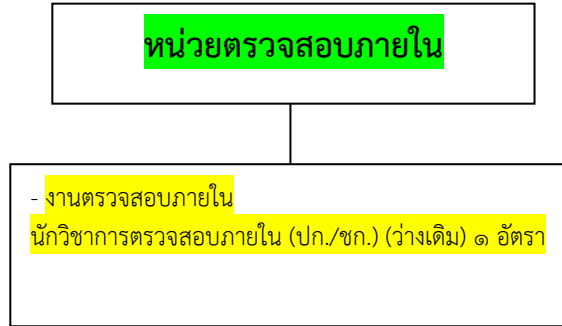 หน่วยตรวจสอบภายใน
- งานตรวจสอบภายใน
นักวิชาการตรวจสอบภายใน (ปก./ชก.) (ว่างเดิม) ๑ อัตรา